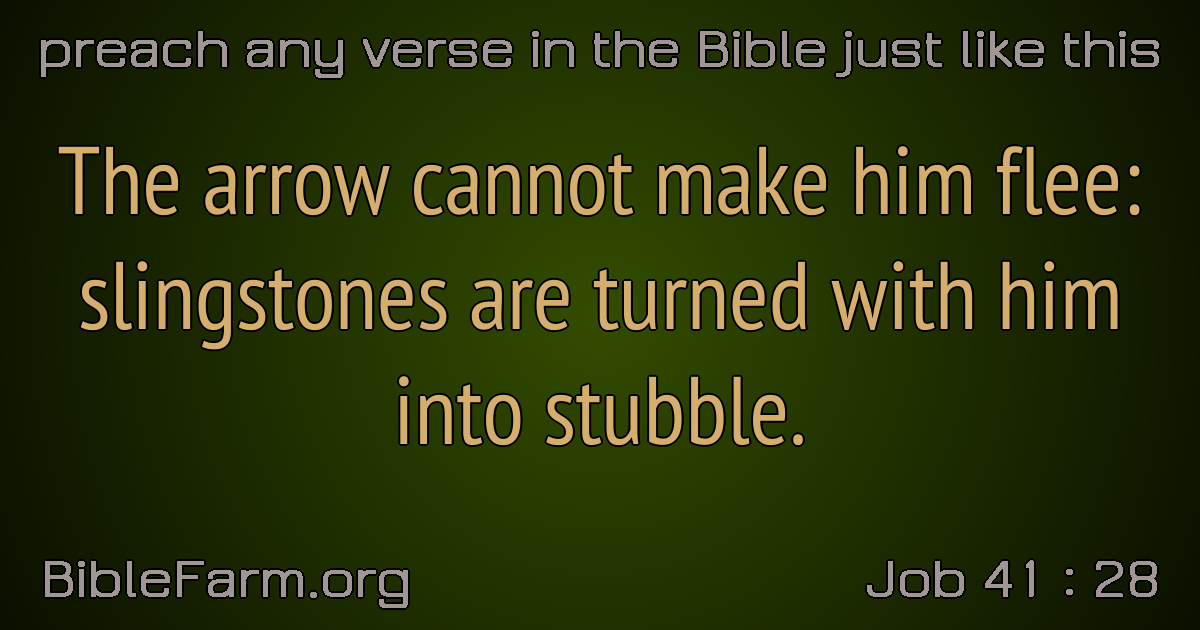 preach any verse in the Bible just like this
The arrow cannot make him flee:
slingstones are turned with him
into stubble.
BibleFarm.org
Job 41 : 28